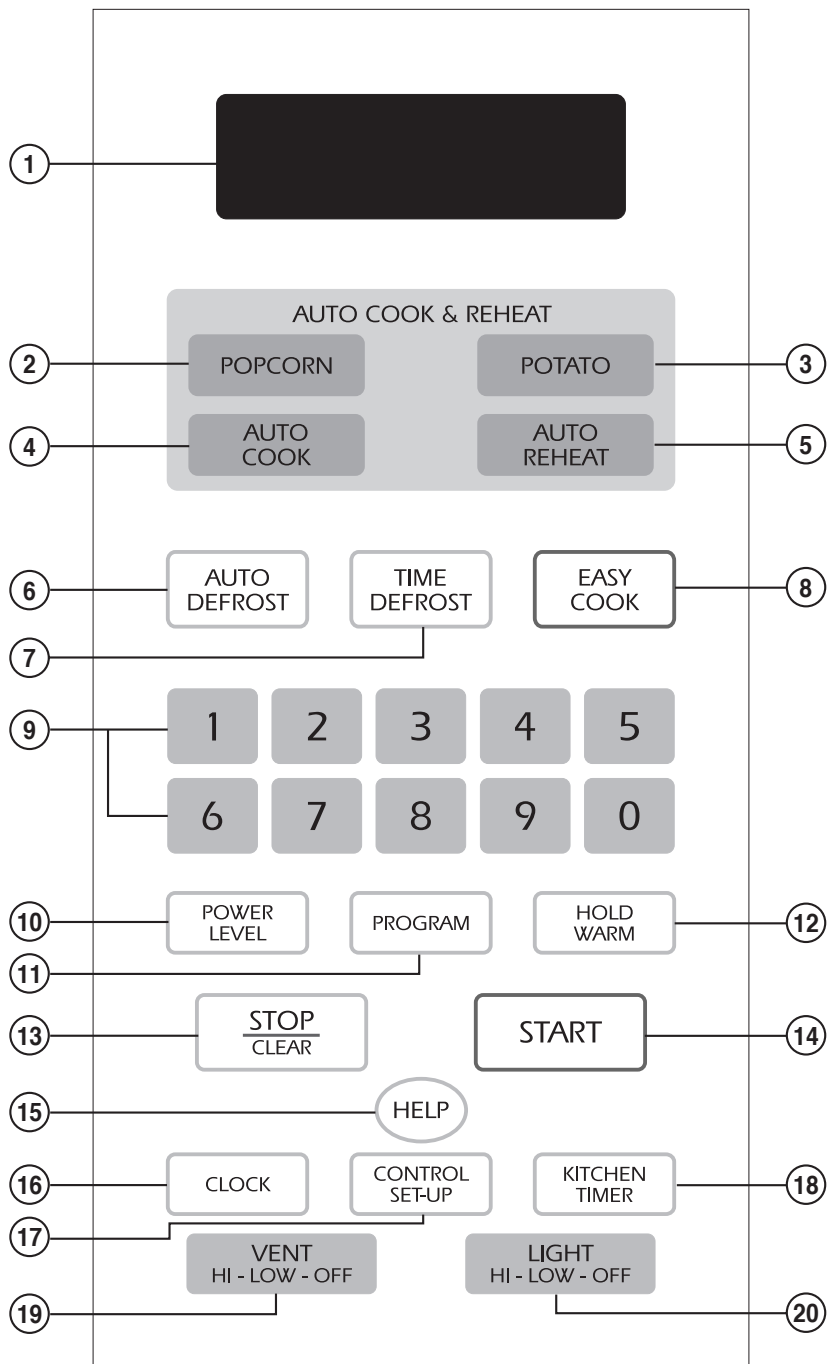 1
AUTO COOK & REHEAT
2
POPCORN
POTATO
3
4
AUTO
COOK
AUTO
REHEAT
5
6
AUTO
DEFROST
TIME
DEFROST
EASY
COOK
8
7
9
1 2 3 4 5
6 7 8 9 0
10
POWER
LEVEL
PROGRAM
HOLD
WARM
12
11
13
STOP
CLEAR
START
14
15
HELP
16
CLOCK
CONTROL
SET-UP
KITCHEN
TIMER
18
17
VENT
HI - LOW - OFF
LIGHT
HI - LOW - OFF
19
20